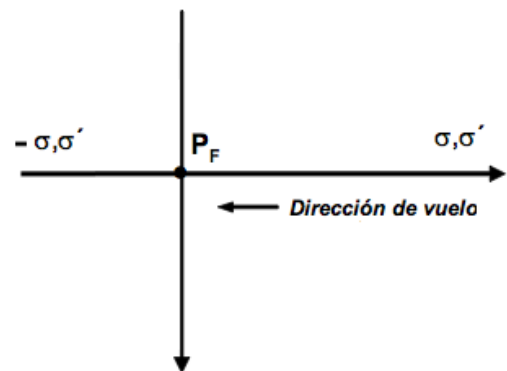 - σ,σ´
σ,σ´
P_F
Dirección de vuelo